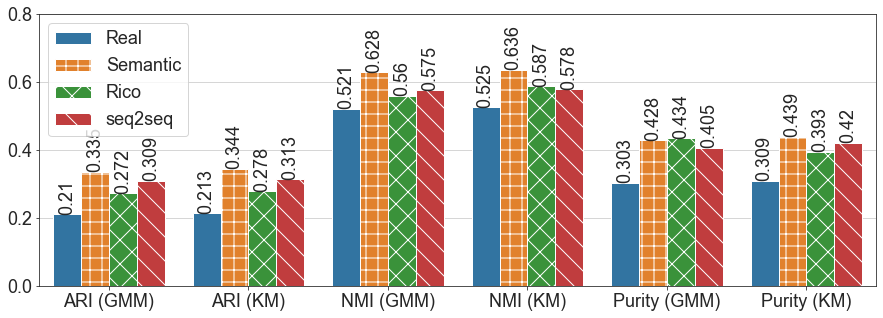 0.8
0.6
0.4
0.2
0.0
Real
Semantic
Rico
seq2seq
0.21
0.335
0.272
0.309
0.213
0.344
0.278
0.313
0.521
0.628
0.56
0.575
0.525
0.636
0.587
0.578
0.303
0.428
0.434
0.405
0.309
0.439
0.393
0.42
ARI (GMM)
ARI (KM)
NMI (GMM)
NMI (KM)
Purity (GMM)
Purity (KM)